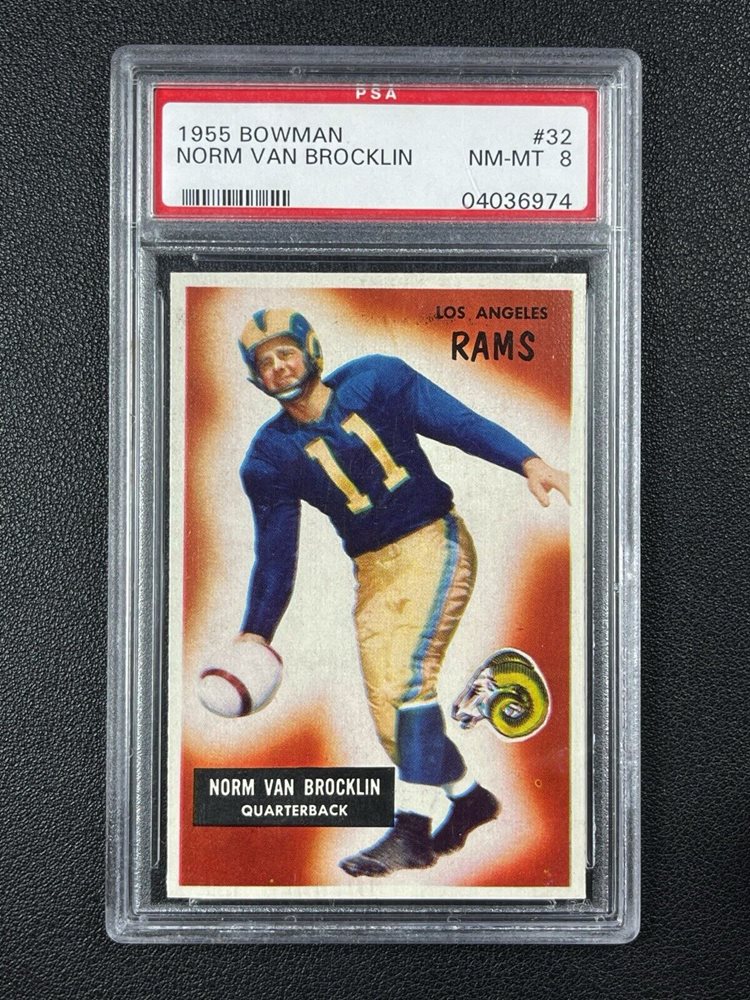 PSA
1955 BOWMAN #32
NORM VAN BROCKLIN NM-MT 8
04036974
LOS ANGELES
RAMS
11
NORM VAN BROCKLIN
QUARTERBACK